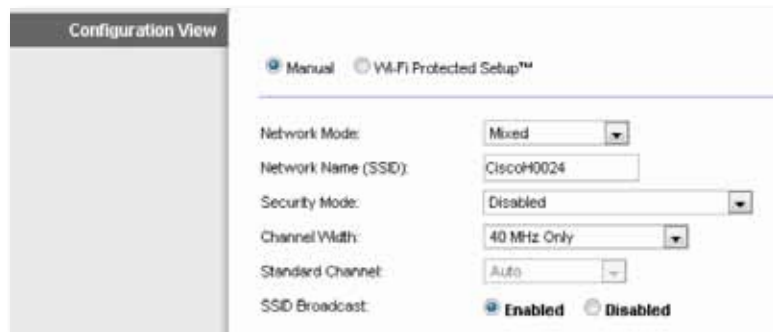 Configuration View
Manual Wi-Fi Protected Setup™
Network Mode: Mixed
Network Name (SSID): CiscoH0024
Security Mode: Disabled
Channel Width: 40 MHz Only
Standard Channel: Auto
SSID Broadcast: Enabled Disabled